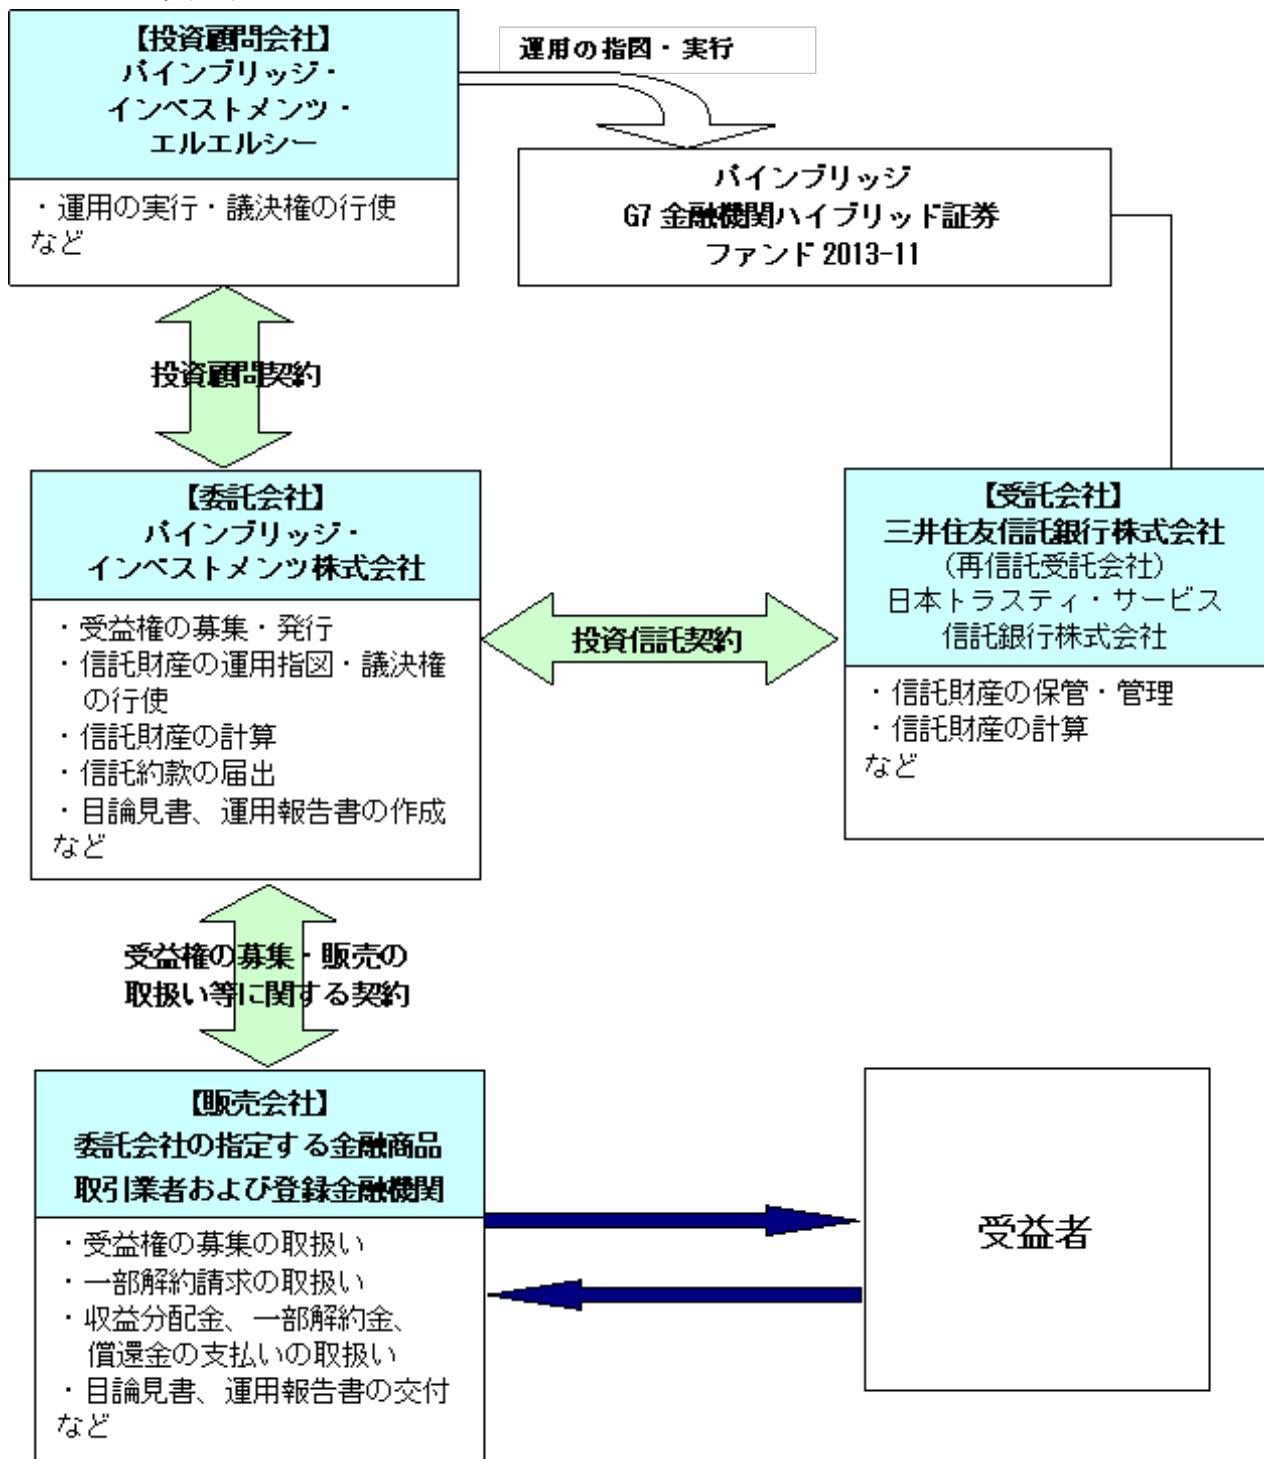 【投資顧問会社】
パインブリッジ・
インベストメンツ・
エルエルシー
・運用の実行・議決権の行使
など
運用の指図・実行
パインブリッジ
G7 金融機関ハイブリッド証券
ファンド 2013-11
投資顧問契約
【委託会社】
パインブリッジ・
インベストメンツ株式会社
・受益権の募集・発行
・信託財産の運用指図・議決権
の行使
・信託財産の計算
・信託約款の届出
・目論見書、運用報告書の作成
など
投資信託契約
【受託会社】
三井住友信託銀行株式会社
（再信託受託会社）
日本トラスティ・サービス
信託銀行株式会社
・信託財産の保管・管理
・信託財産の計算
など
受益権の募集・販売の
取扱い等に関する契約
【販売会社】
委託会社の指定する金融商品
取引業者および登録金融機関
・受益権の募集の取扱い
・一部解約請求の取扱い
・収益分配金、一部解約金、
償還金の支払いの取扱い
・目論見書、運用報告書の交付
など
受益者